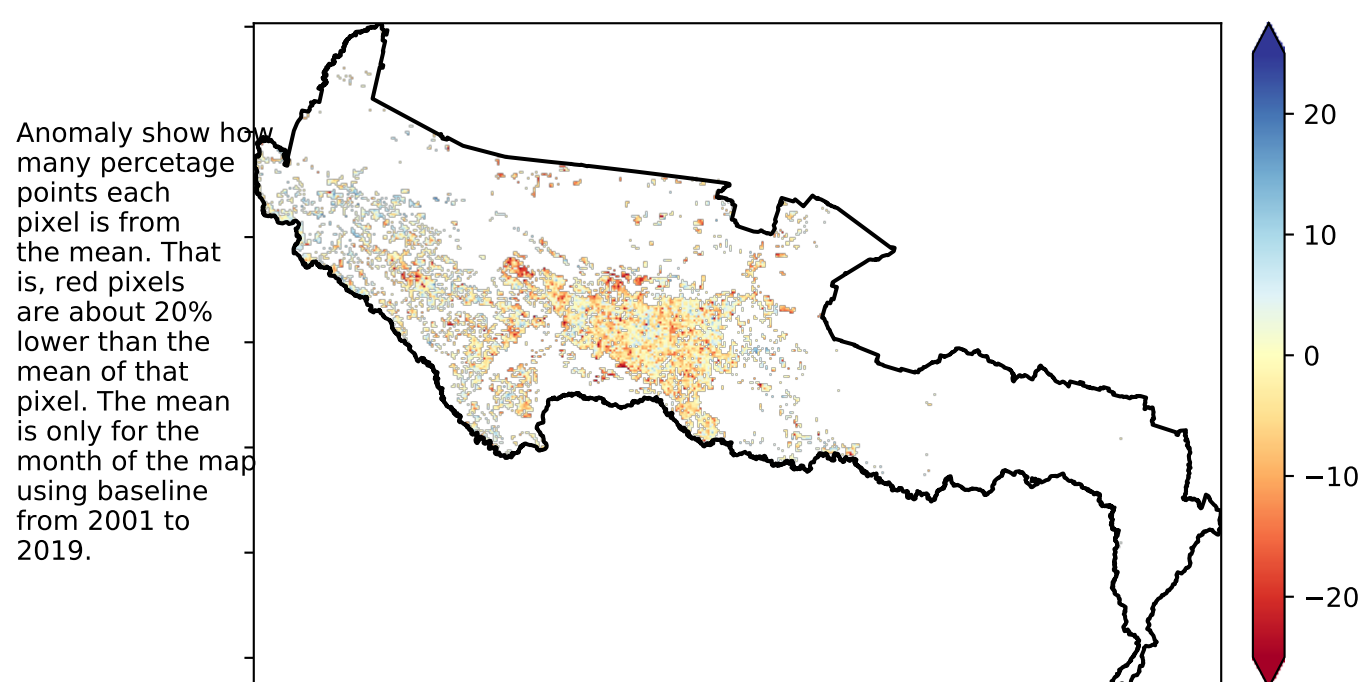 Anomaly show how
many percetage
points each
pixel is from
the mean. That
is, red pixels
are about 20%
lower than the
mean of that
pixel. The mean
is only for the
month of the map
using baseline
from 2001 to
2019.
20
10
0
−10
−20